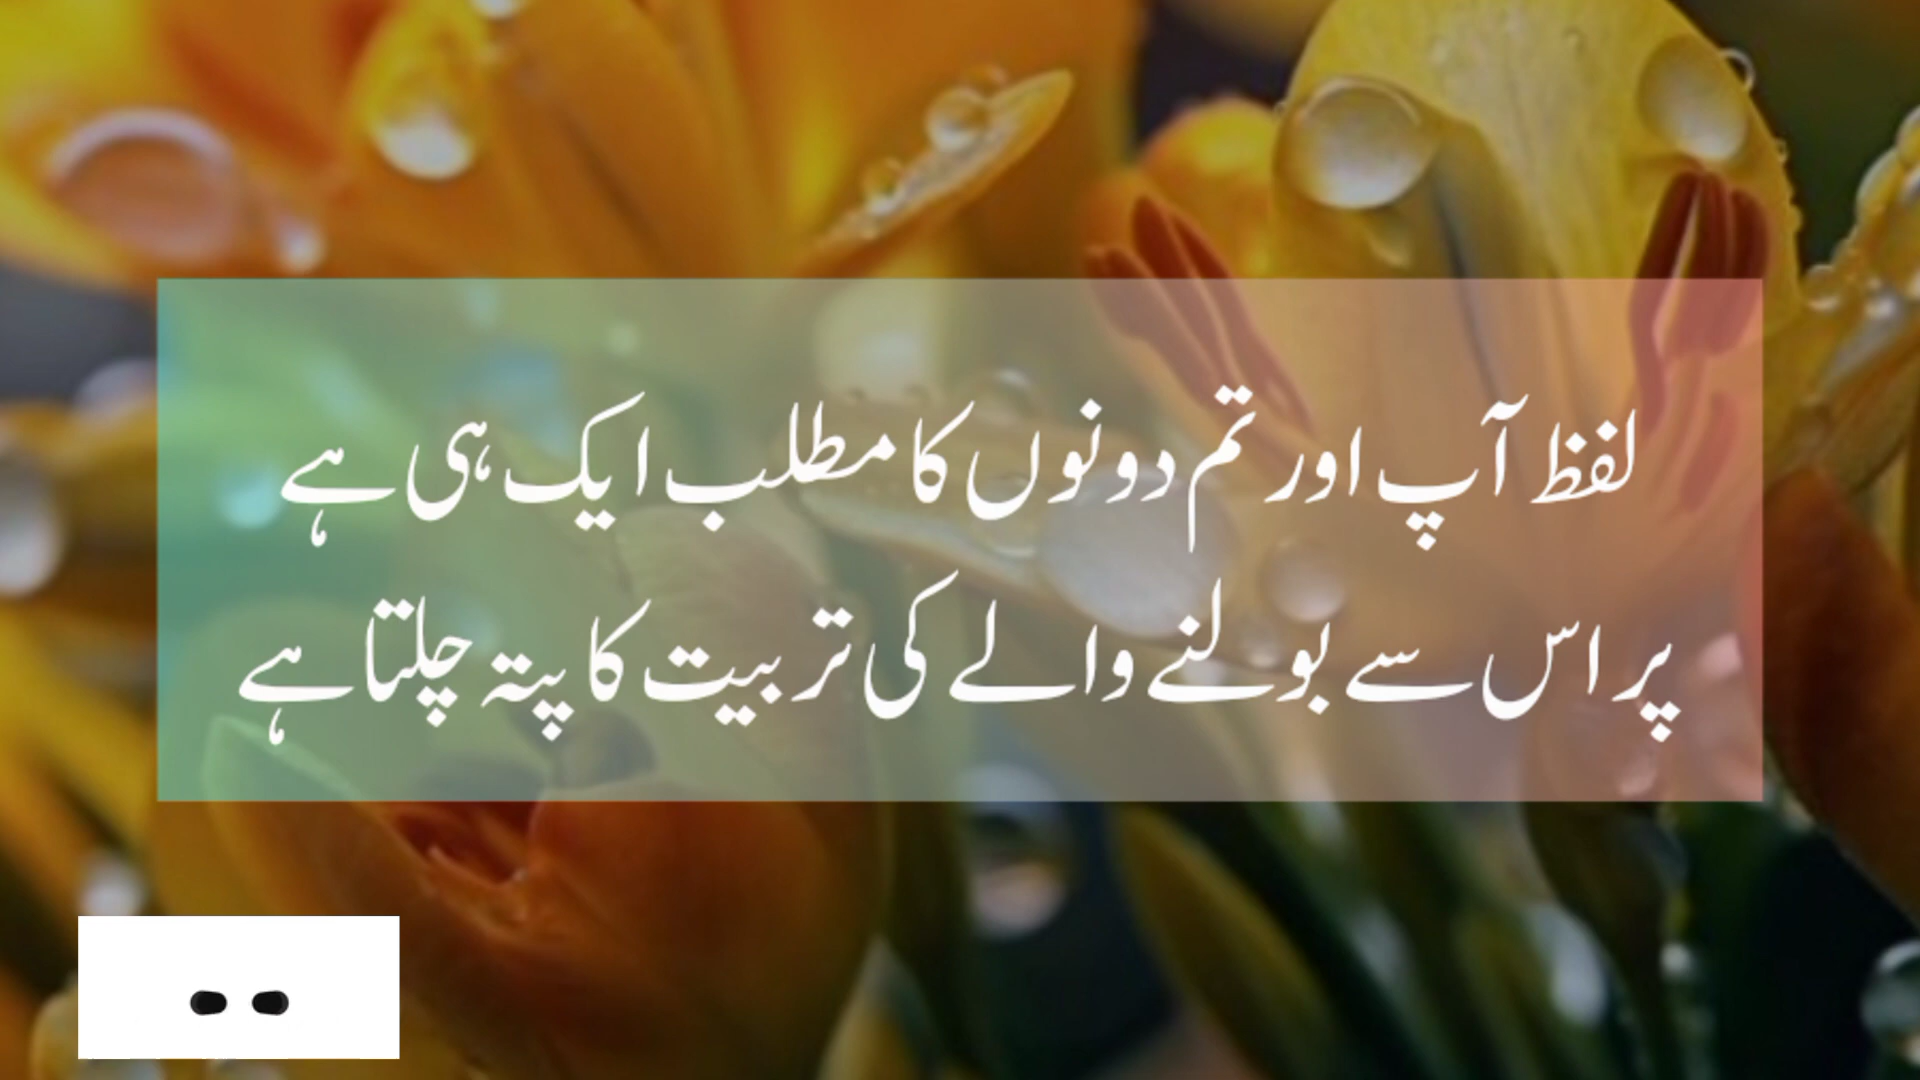 لفظ آپ اور تم دونوں کا مطلب ایک ہی ہے
پر اس سے بولنے والے کی تربیت کا پتہ چلتا ہے